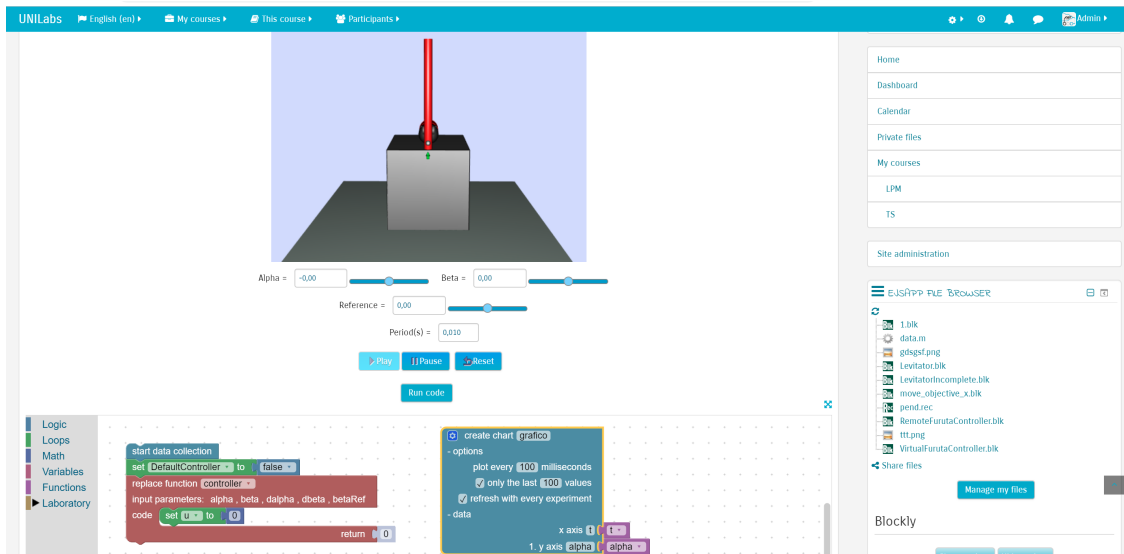 UNILabs English (en) My courses This course Participants Admin
Alpha = -0,00 Beta = 0,00
Reference = 0,00
Period(s) = 0,010
Play Pause Reset
Run code
Logic
Loops
Math
Variables
Functions
Laboratory
start data collection
set DefaultController to false
replace function controller
input parameters: alpha , beta , dalpha , dbeta , betaRef
code set u to 0
return 0
create chart grafico
- options
plot every 100 milliseconds
only the last 100 values
refresh with every experiment
- data
x axis t t
1. y axis alpha alpha
Home
Dashboard
Calendar
Private files
My courses
LPM
TS
Site administration
EJSAPP FILE BROWSER
1.blk
data.m
gdsgsf.png
Levitator.blk
LevitatorIncomplete.blk
move_objective_x.blk
pend.rec
RemoteFurutaController.blk
ttt.png
VirtualFurutaController.blk
Share files
Manage my files
Blockly